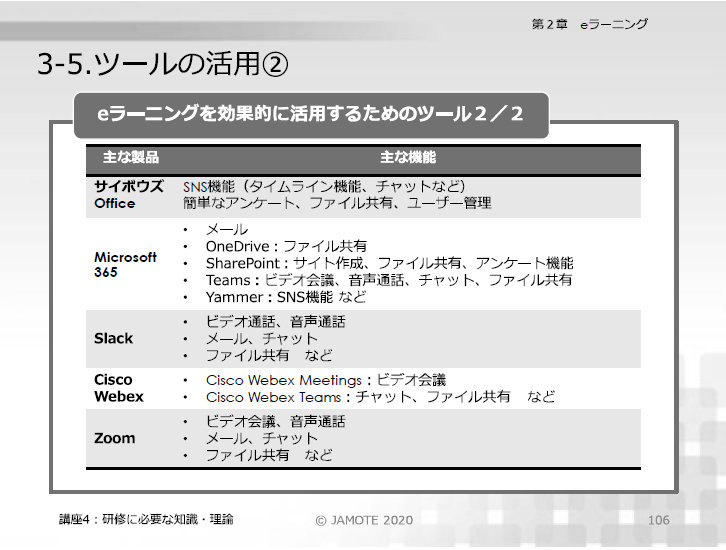 第２章　eラーニング
3-5.ツールの活用②
eラーニングを効果的に活用するためのツール２／２
主な製品　主な機能
サイボウズ Office
SNS機能（タイムライン機能、チャットなど）
簡単なアンケート、ファイル共有、ユーザー管理
Microsoft 365
• メール
• OneDrive：ファイル共有
• SharePoint：サイト作成、ファイル共有、アンケート機能
• Teams：ビデオ会議、音声通話、チャット、ファイル共有
• Yammer：SNS機能 など
Slack
• ビデオ通話、音声通話
• メール、チャット
• ファイル共有　など
Cisco Webex
• Cisco Webex Meetings：ビデオ会議
• Cisco Webex Teams：チャット、ファイル共有　など
Zoom
• ビデオ会議、音声通話
• メール、チャット
• ファイル共有　など
講座4：研修に必要な知識・理論
© JAMOTE 2020
106